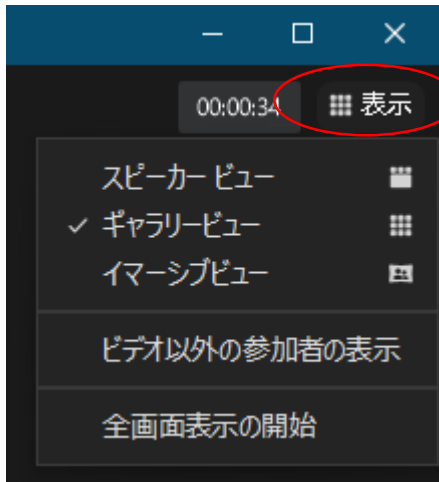 00:00:34 表示
スピーカー ビュー
ギャラリービュー
イマーシブビュー
ビデオ以外の参加者の表示
全画面表示の開始